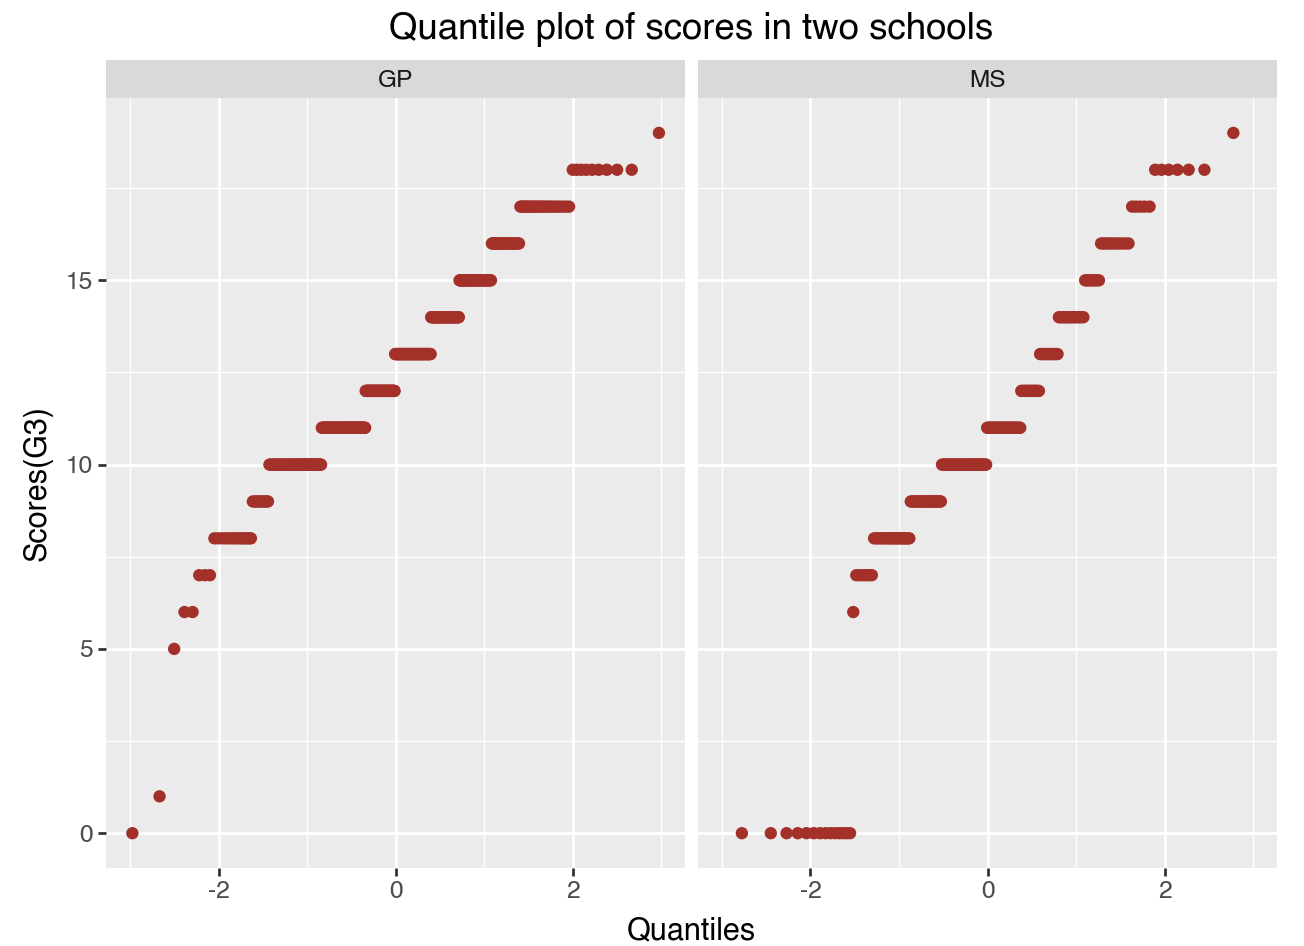 Quantile plot of scores in two schools
GP
MS
15
10
5
0
Scores(G3)
-2 0 2
-2 0 2
Quantiles